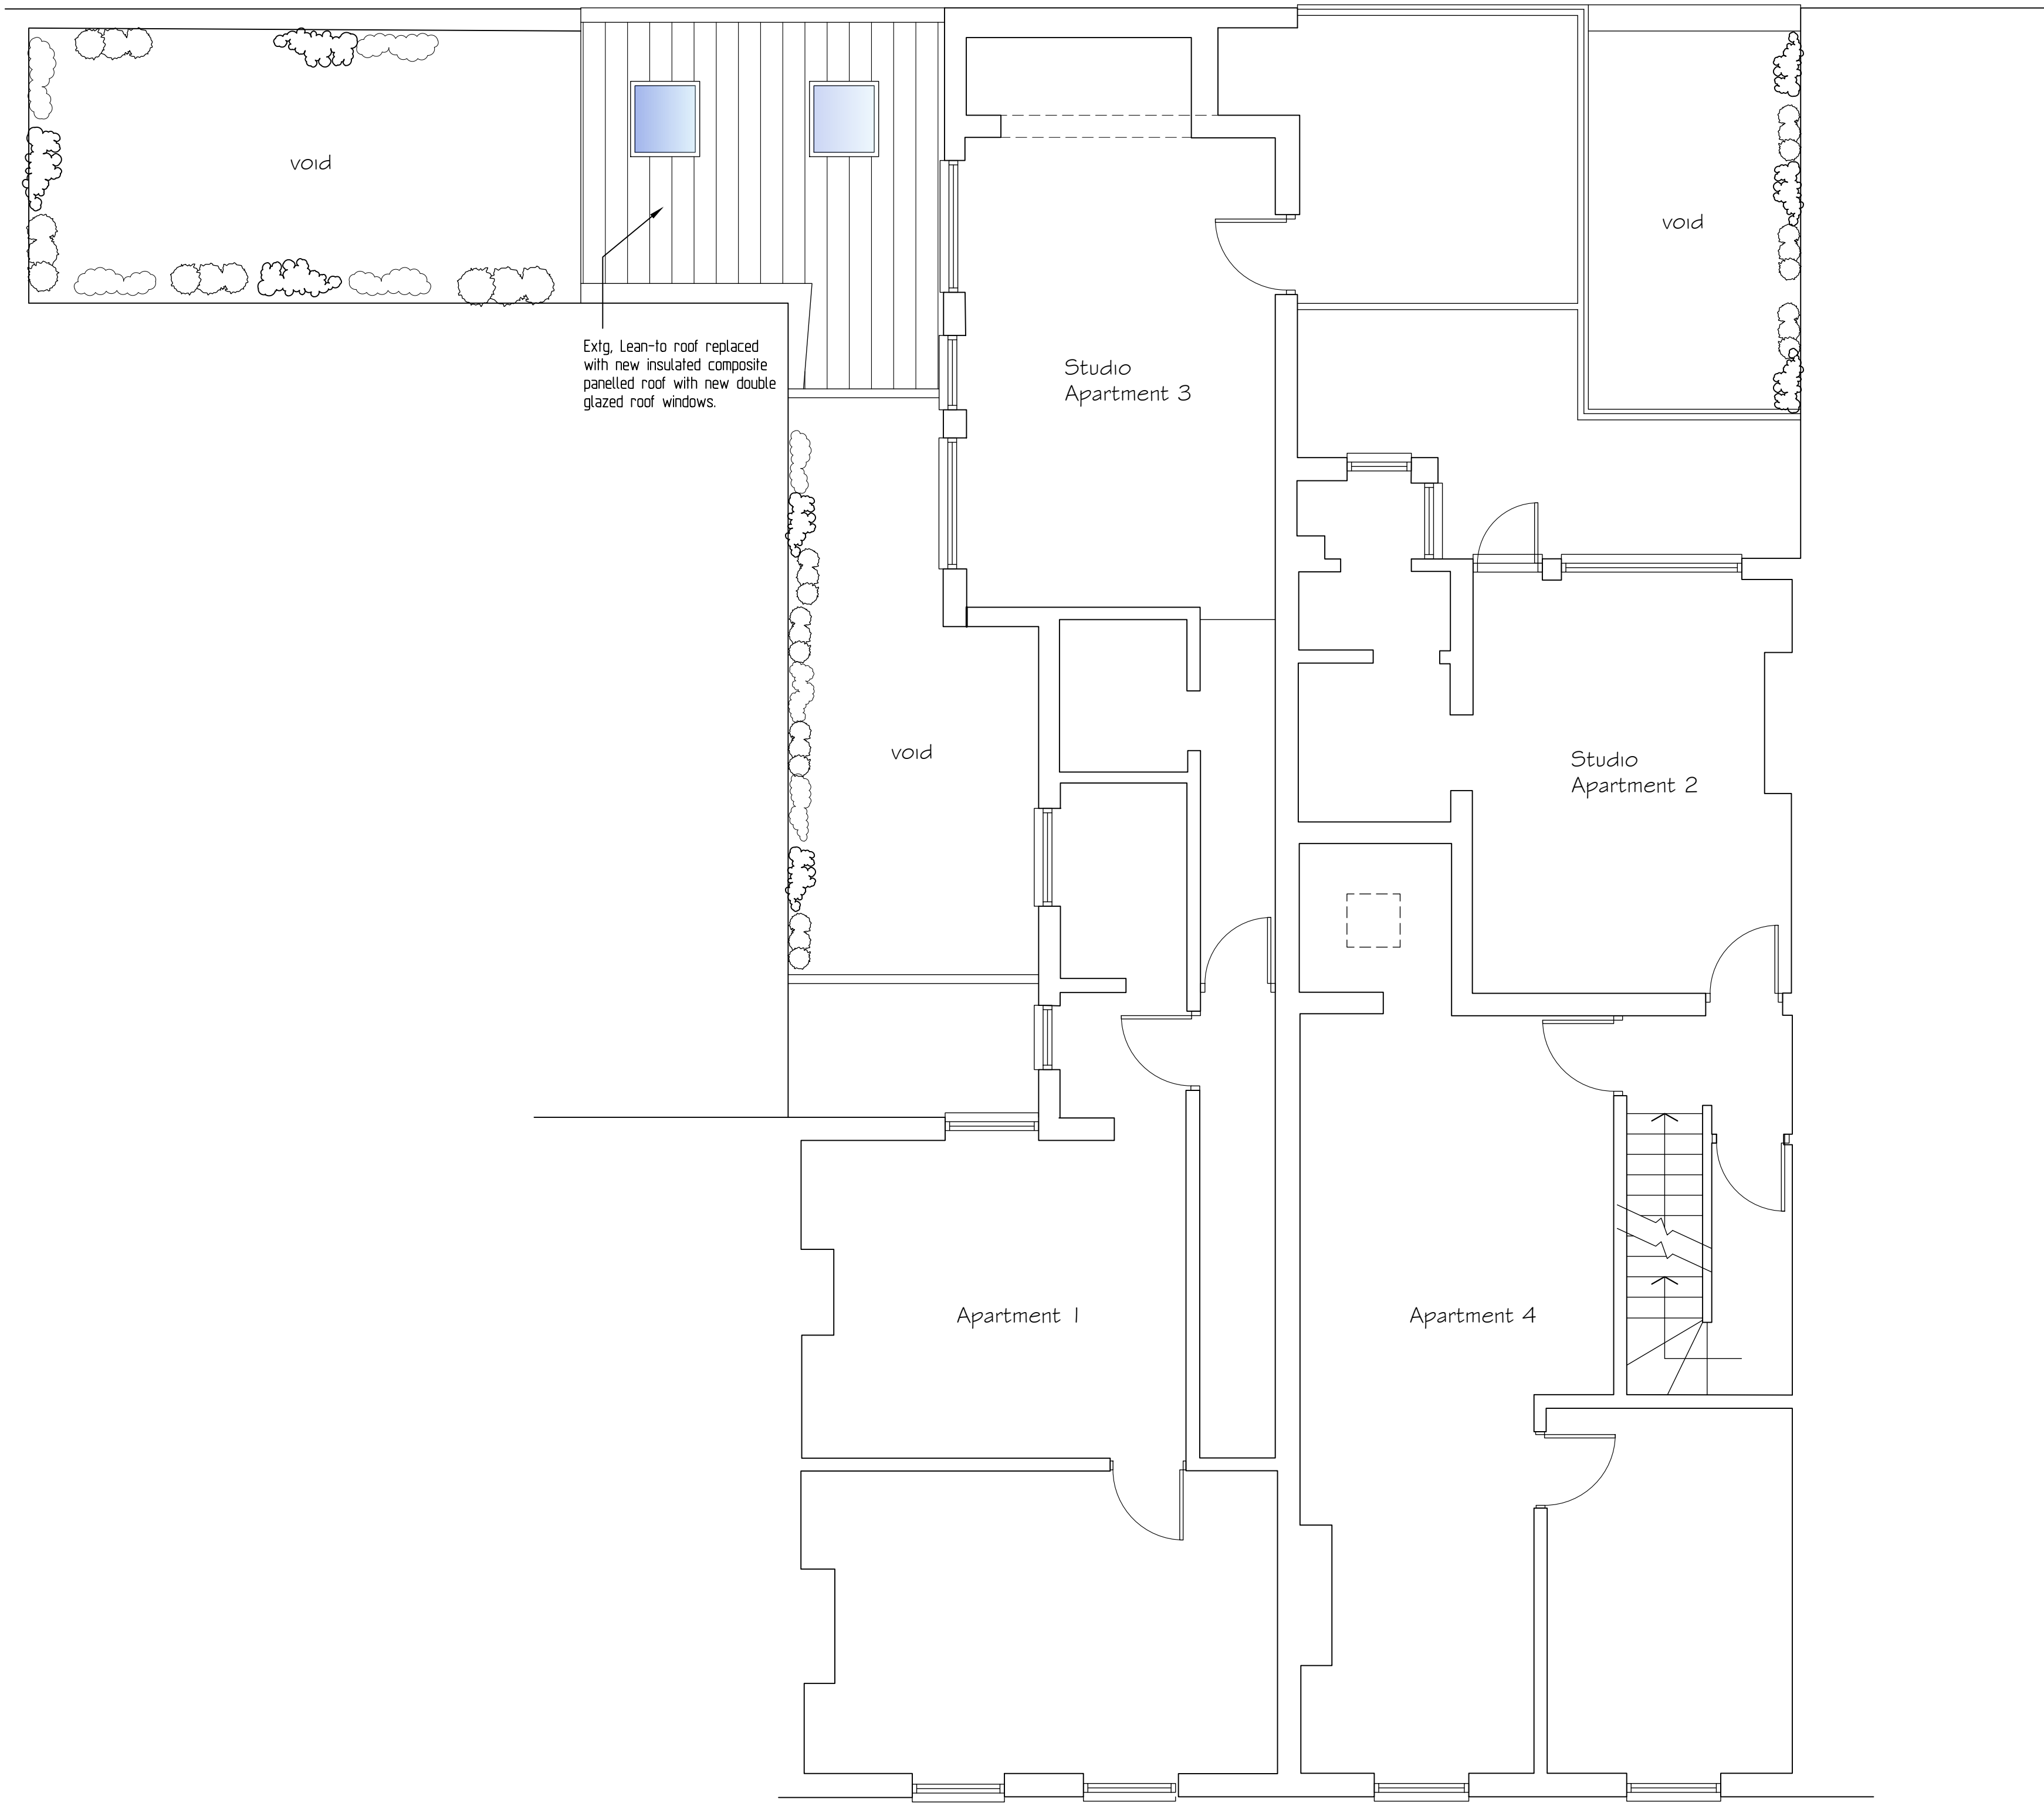 void
void
Extg, Lean-to roof replaced
with new insulated composite
panelled roof with new double
glazed roof windows.
Studio
Apartment 3
void
Studio
Apartment 2
Apartment 1
Apartment 4